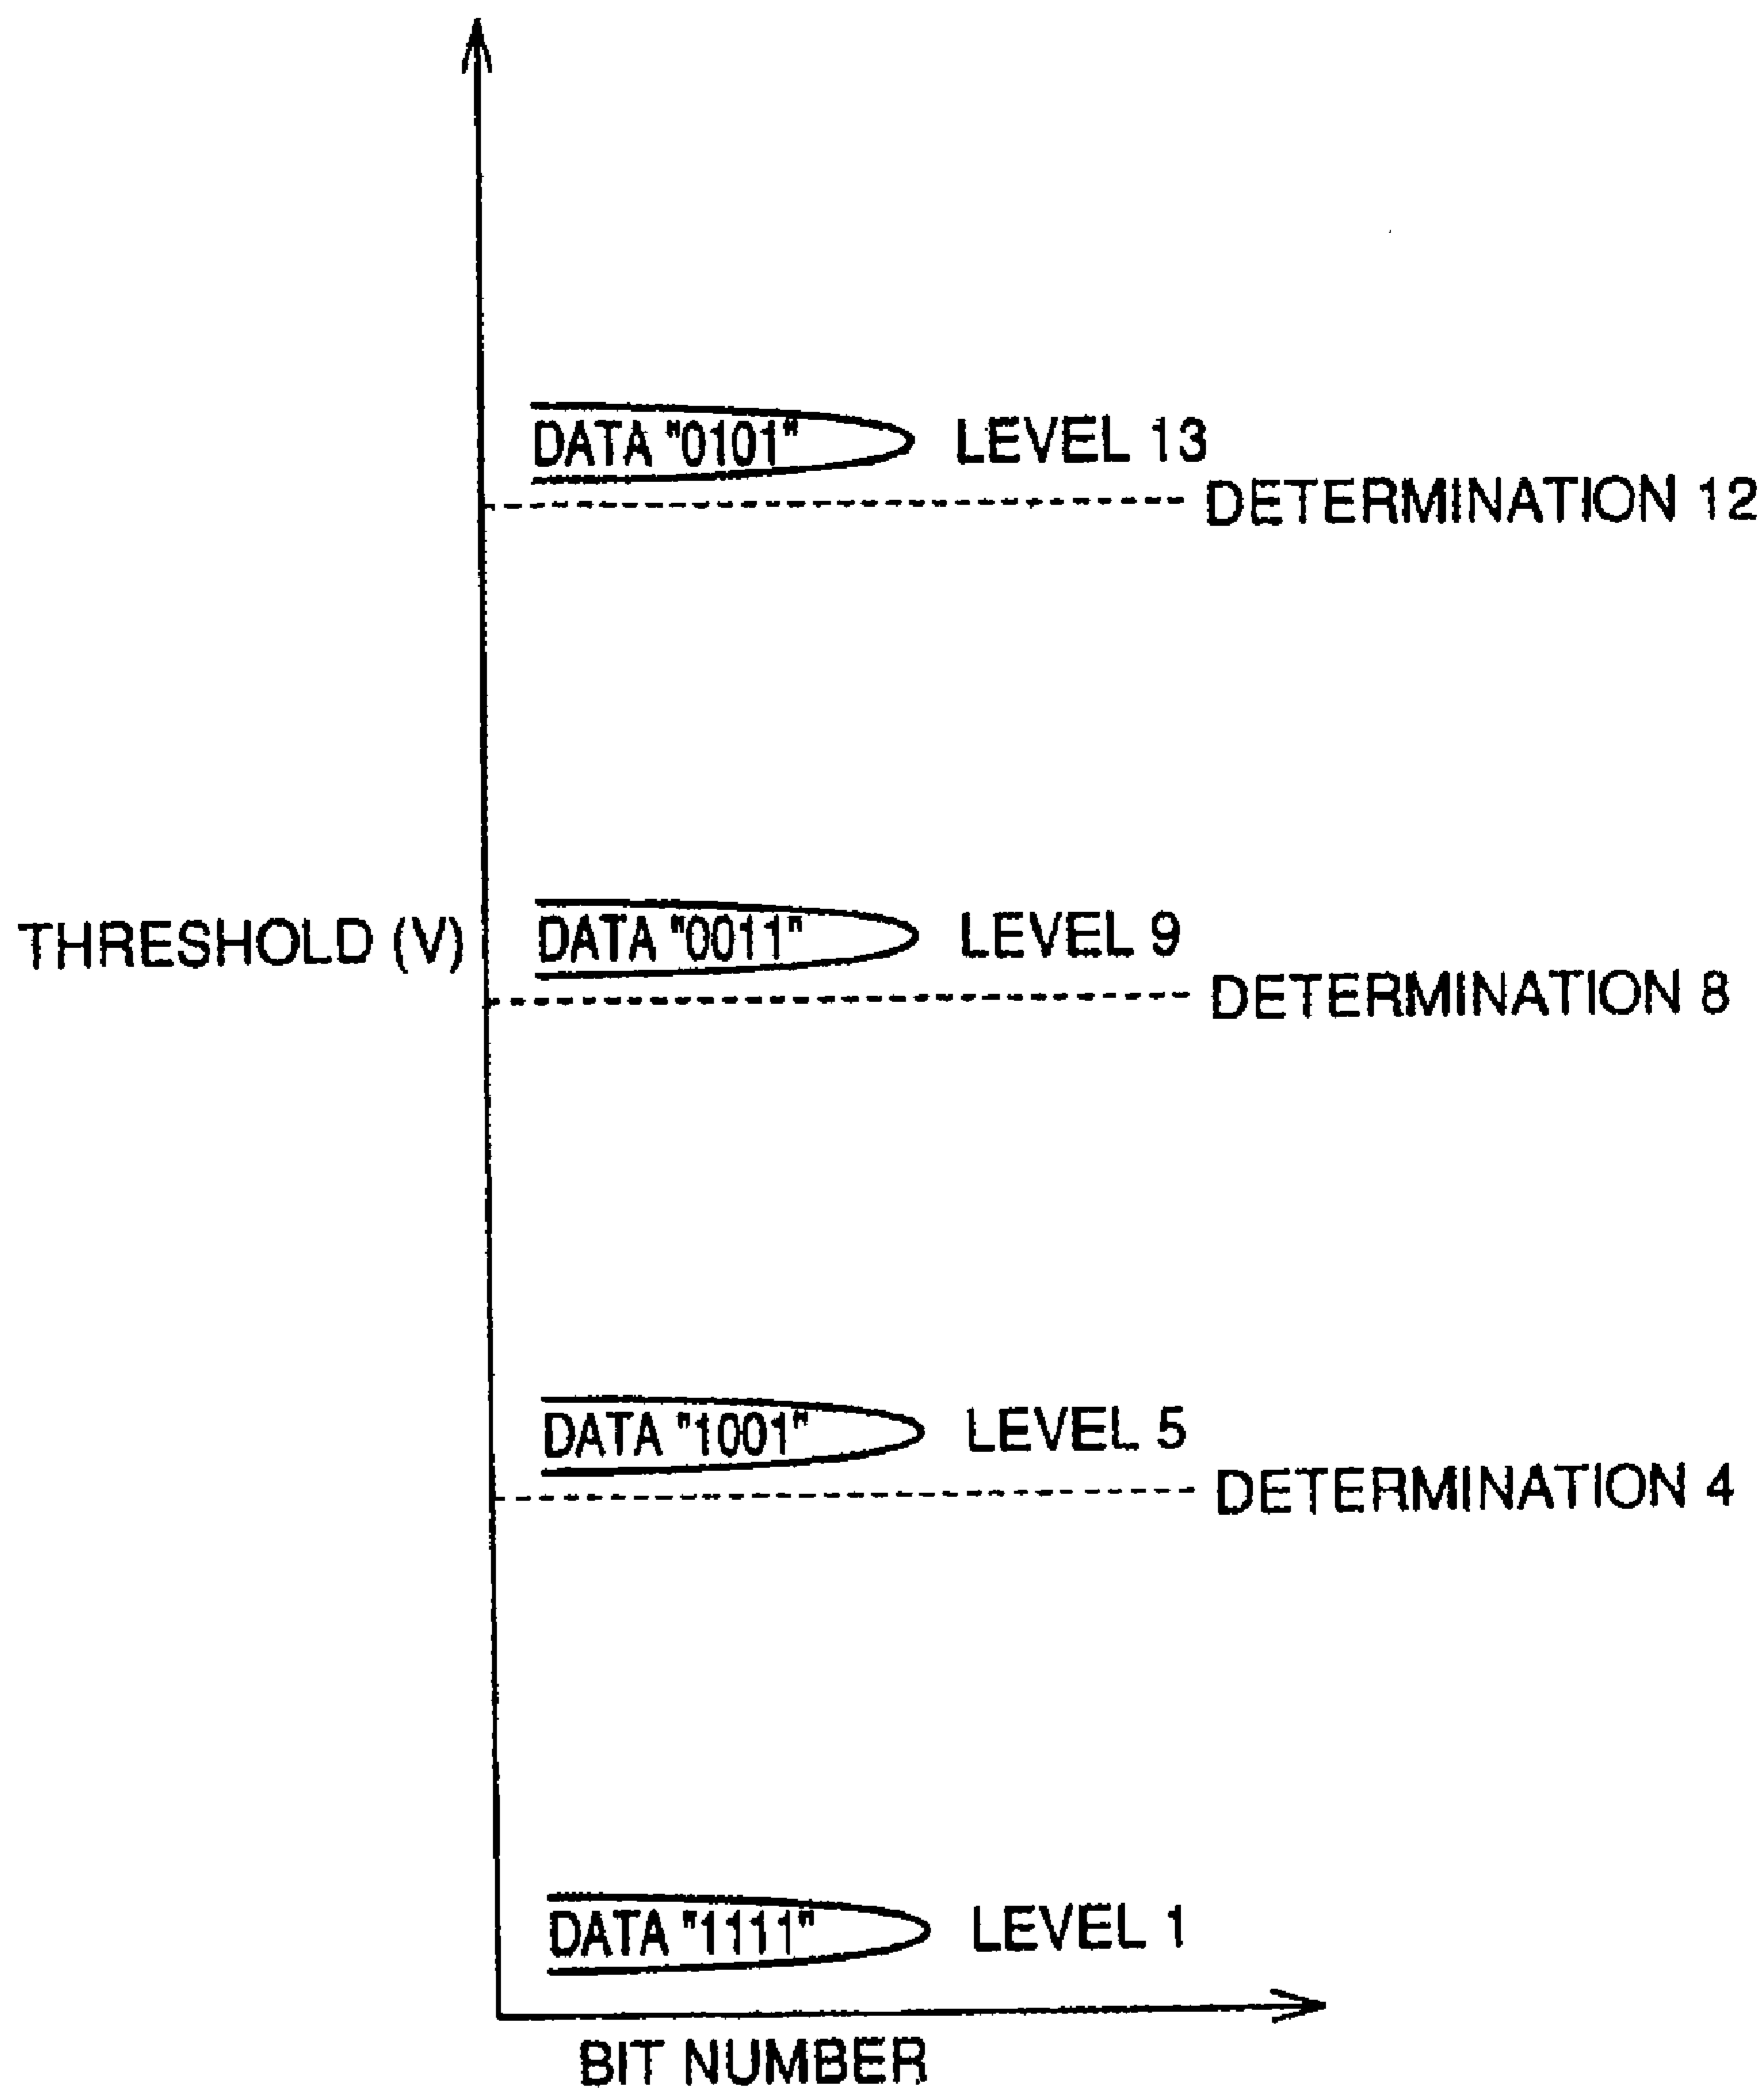 DATA "0101" LEVEL 13
DETERMINATION 12
THRESHOLD (V) DATA "0011" LEVEL 9
DETERMINATION 8
DATA "1001" LEVEL 5
DETERMINATION 4
DATA "1111" LEVEL 1
BIT NUMBER